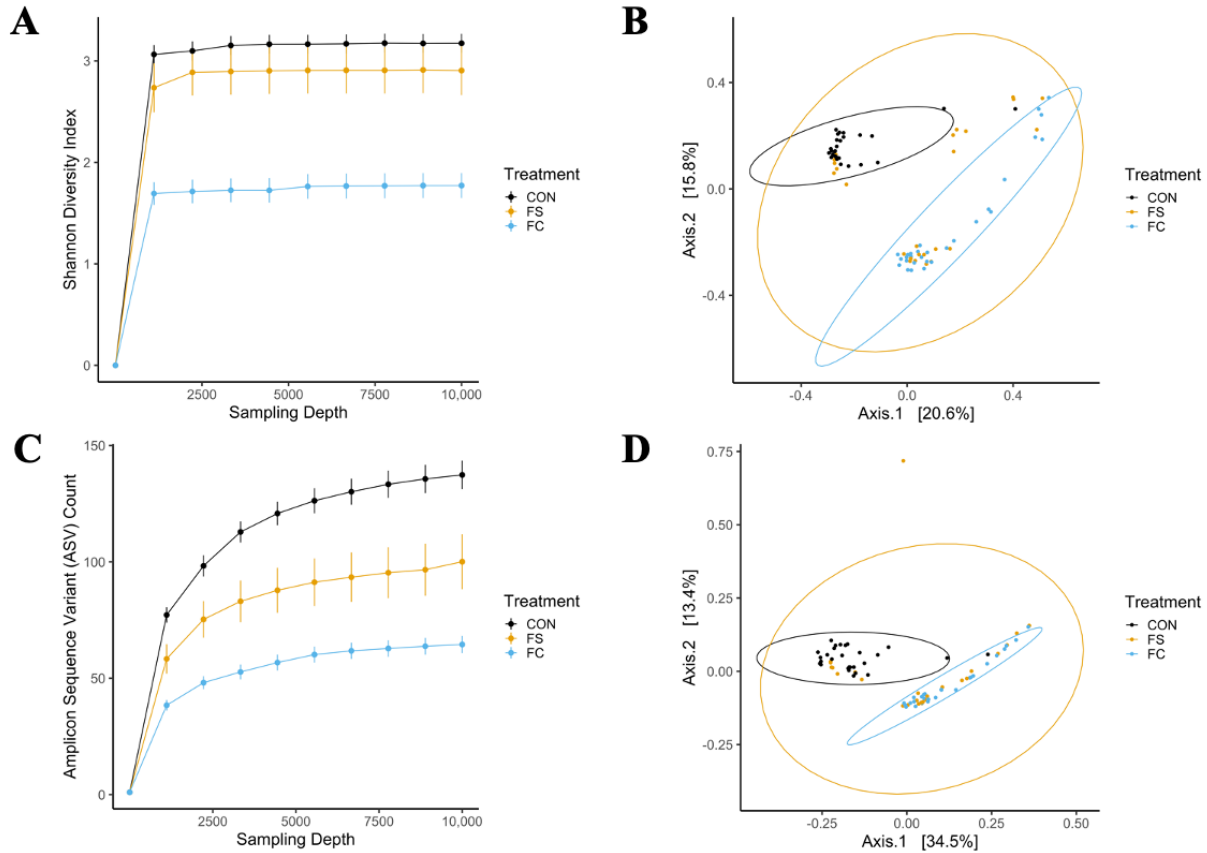 A
Shannon Diversity Index
3
2
1
0
2500
5000
7500
10,000
Sampling Depth
Treatment
CON
FS
FC
B
Axis.2 [15.8%]
0.4
0.0
-0.4
-0.4
0.0
0.4
Axis.1 [20.6%]
Treatment
CON
FS
FC
C
Amplicon Sequence Variant (ASV) Count
150
100
50
0
2500
5000
7500
10,000
Sampling Depth
Treatment
CON
FS
FC
D
Axis.2 [13.4%]
0.75
0.50
0.25
0.00
-0.25
-0.25
0.00
0.25
0.50
Axis.1 [34.5%]
Treatment
CON
FS
FC